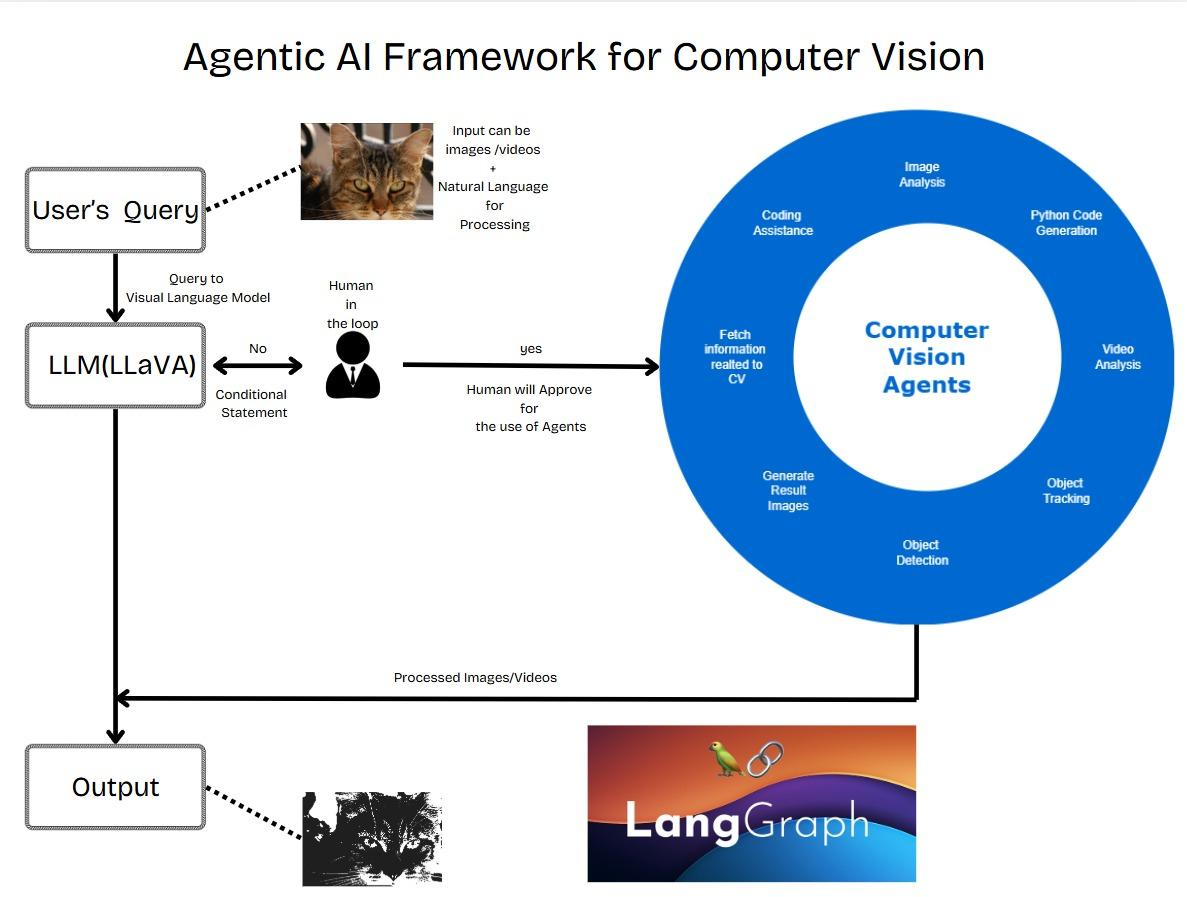 Agentic AI Framework for Computer Vision
User's Query
Input can be
images /videos
+
Natural Language
for
Processing
Query to
Visual Language Model
LLM(LLaVA)
No
Conditional
Statement
Human
in
the loop
yes
Human will Approve
for
the use of Agents
Image
Analysis
Python Code
Generation
Video
Analysis
Object
Tracking
Object
Detection
Generate
Result
Images
Fetch
information
realted to
CV
Coding
Assistance
Computer
Vision
Agents
Processed Images/Videos
Output
LangGraph